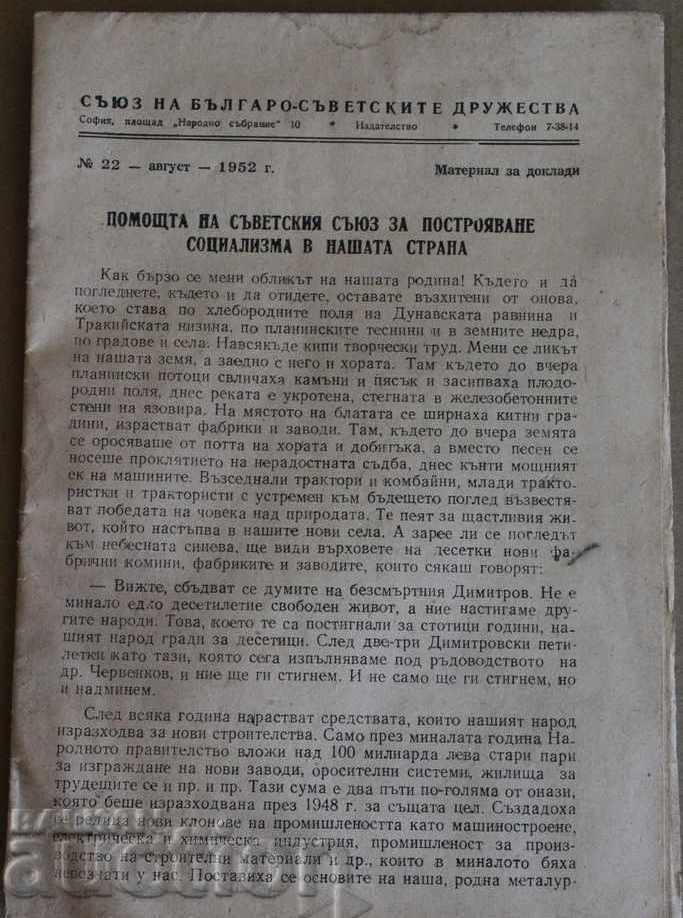 СЪЮЗ НА БЪЛГАРО-СЪВЕТСКИТЕ ДРУЖЕСТВА
София, площад „Народно събрание" 10 * Издателство * Телефон 7-38-14
№ 22 — август — 1952 г. Материал за доклади
ПОМОЩТА НА СЪВЕТСКИЯ СЪЮЗ ЗА ПОСТРОЯВАНЕ
СОЦИАЛИЗМА В НАШАТА СТРАНА
Как бързо се мени обликът на нашата родина! Където и да
погледнете, където и да отидете, оставате възхитени от онова,
което става по хлебородните поля на Дунавската равнина и
Тракийската низина, по планинските теснини и в земните недра,
по градове и села. Навсякъде кипи творчески труд. Мени се ликът
на нашата земя, а заедно с него и хората. Там където до вчера
планински потоци свличаха камъни и пясък и засипваха плодо-
родни поля, днес реката е укротена, стегната в железобетонните
стени на язовира. На мястото на блатата се ширнаха китни гра-
дини, израстват фабрики и заводи. Там, където до вчера земята
се оросяваше от потта на хората и добитъка, а вместо песен се
носеше проклятието на нерадостната съдба, днес кънти мощният
ек на машините. Възседнали трактори и комбайни, млади тракто-
ристки и трактористи с устремен към бъдещето поглед възвестя-
ват победата на човека над природата. Те пеят за щастливия жи-
вот, който настъпва в нашите нови села. А зарее ли се погледът
към небесната синева, ще види върховете на десетки нови фа-
брични комини, фабриките и заводите, които сякаш говорят:
— Вижте, сбъдват се думите на безсмъртния Димитров. Не е
минало едно десетилетие свободен живот, а ние настигаме дру-
гите народи. Това, което те са постигнали за стотици години, на-
шият народ гради за десетици. След две-три Димитровски пети-
летки като тази, която сега изпълняваме под ръдоводството на
др. Червенков, и ние ще ги стигнем. И не само ще ги стигнем, но
и надминем.
След всяка година нарастват средствата, които нашият народ
изразходва за нови строителства. Само през миналата година На-
родното правителство вложи над 100 милиарда лева стари пари
за изграждане на нови заводи, оросителни системи, жилища за
трудещите се и пр. и пр. Тази сума е два пъти по-голяма от онази,
която беше изразходвана през 1948 г. за същата цел. Създадоха
се редица нови клонове на промишлеността като машиностроене,
електрическа и химическа индустрия, промишленост за произ-
водство на строителни материали и др., които в миналото бяха
непознати у нас. Поставиха се основите на наша, родна металур-